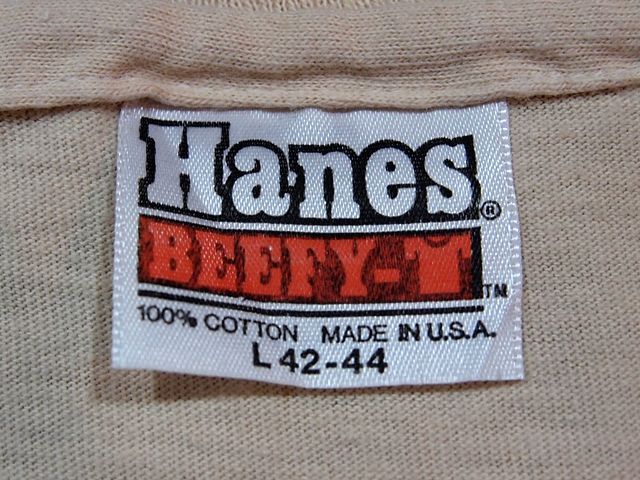 Hanes®
BEEFY-T™
100% COTTON MADE IN U.S.A.
L 42-44